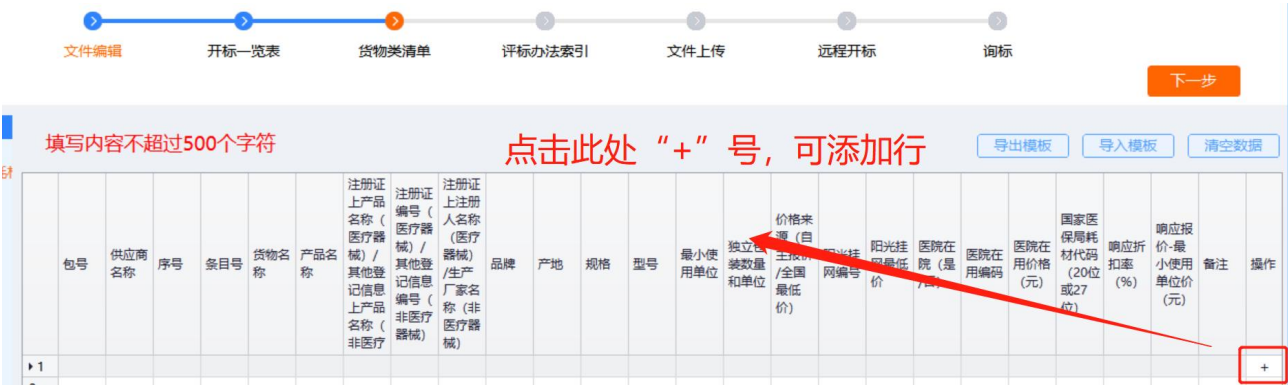 文件编辑
开标一览表
货物类清单
评标办法索引
文件上传
远程开标
询标
下一步
填写内容不超过500个字符
点击此处“+”号，可添加行
导出模板
导入模板
清空数据
包号
供应商
名称
序号
条目号
货物名
称
产品名
称
注册证
上产品
名称（
医疗器
械）/
其他登
记信息
上产品
名称（
非医疗
注册证
编号（
医疗器
械）/
其他登
记信息
编号（
非医疗
器械）
注册证
上注册
人名称
（医疗
器械）
/生产
厂家名
称（非
医疗器
械）
品牌
产地
规格
型号
最小使
用单位
独立包
装数量
和单位
价格来
源（自
主报价
/全国
最低
价）
阳光挂
网编号
阳光挂
网最低
价
医院在
院（是
/否）
医院在
用编码
医院在
用价格
（元）
国家医
保局耗
材代码
（20位
或27
位）
响应折
扣率
（%）
响应报
价-最
小使用
单位价
（元）
备注
操作
1
+